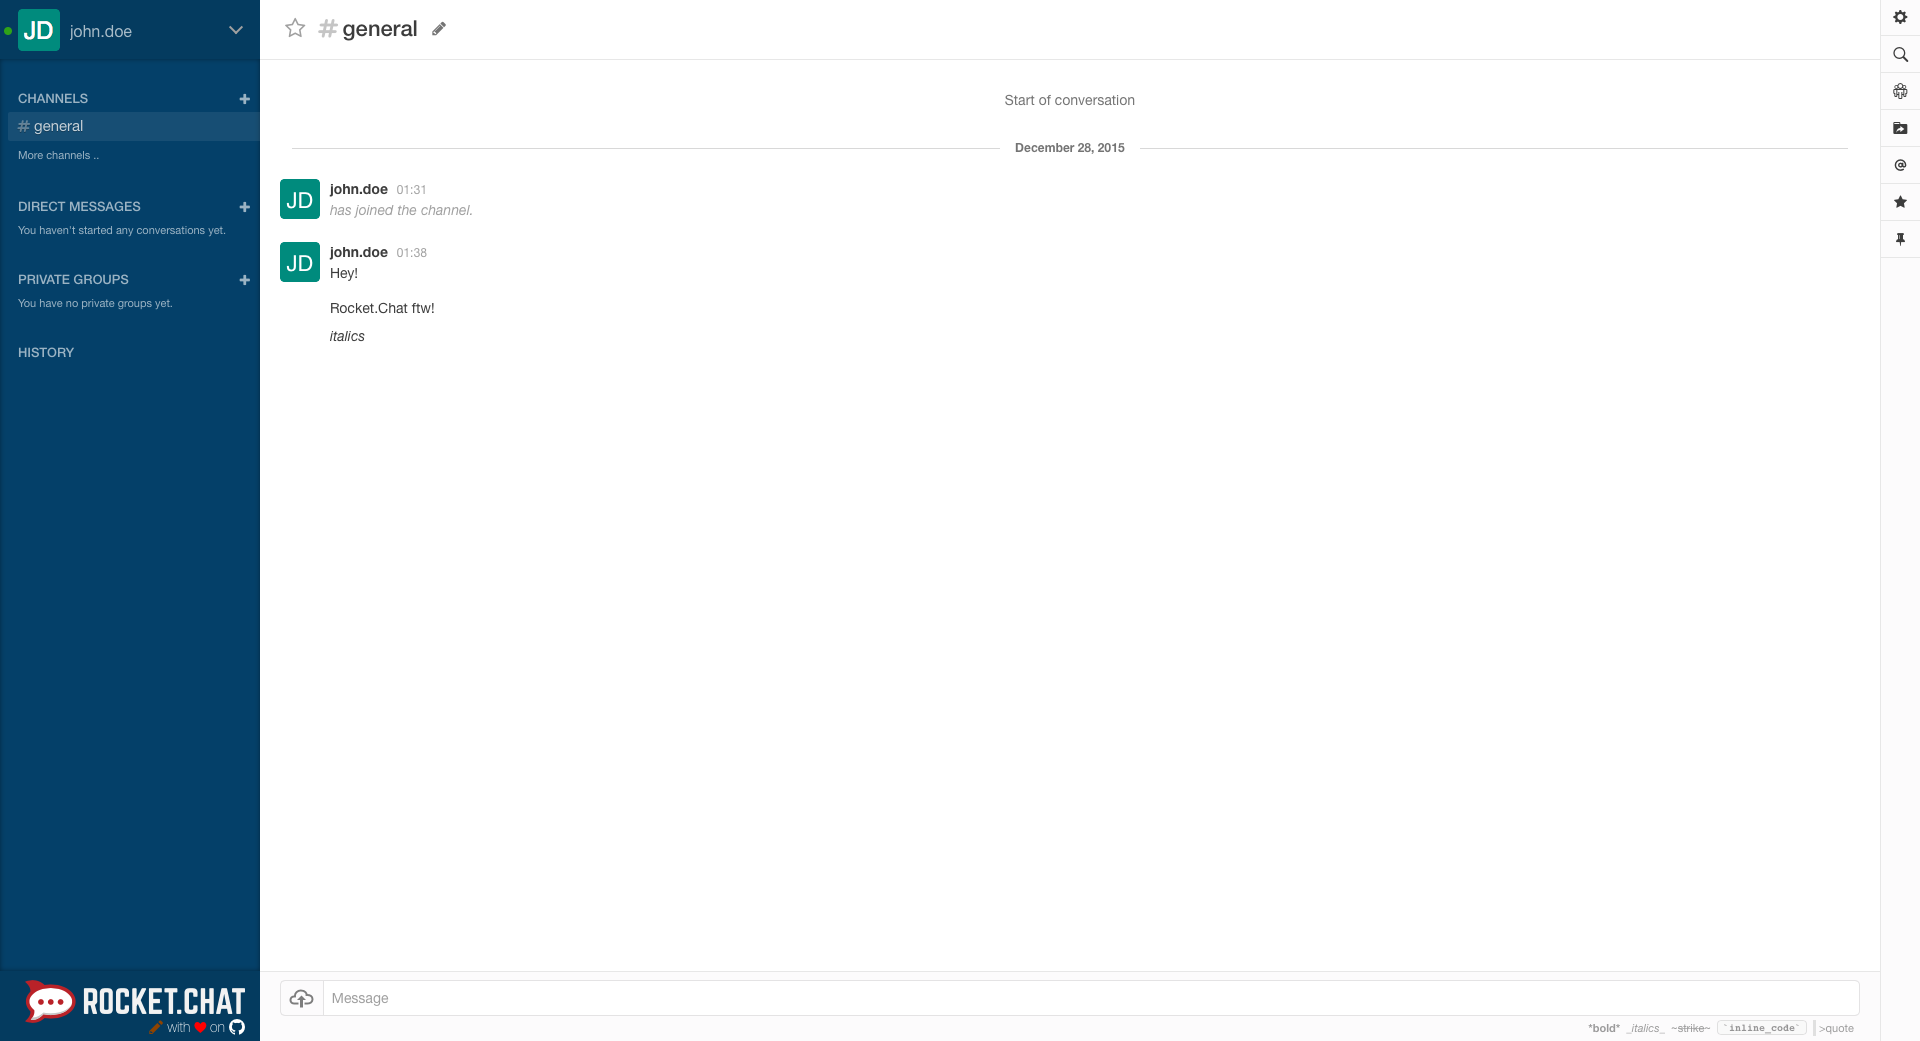 JD john.doe
CHANNELS +
# general
More channels ..
DIRECT MESSAGES +
You haven't started any conversations yet.
PRIVATE GROUPS +
You have no private groups yet.
HISTORY
ROCKET.CHAT
with on
# general
Start of conversation
December 28, 2015
JD john.doe 01:31
has joined the channel.
JD john.doe 01:38
Hey!
Rocket.Chat ftw!
italics
Message
*bold* _italics_ ~strike~ `inline_code` >quote
@